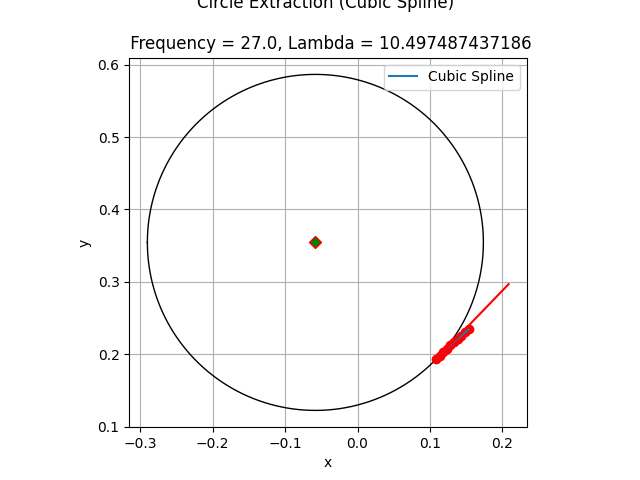 Circle Extraction (Cubic Spline)
Frequency = 27.0, Lambda = 10.497487437186
Cubic Spline
0.6
0.5
0.4
0.3
0.2
0.1
y
−0.3 −0.2 −0.1 0.0 0.1 0.2
x